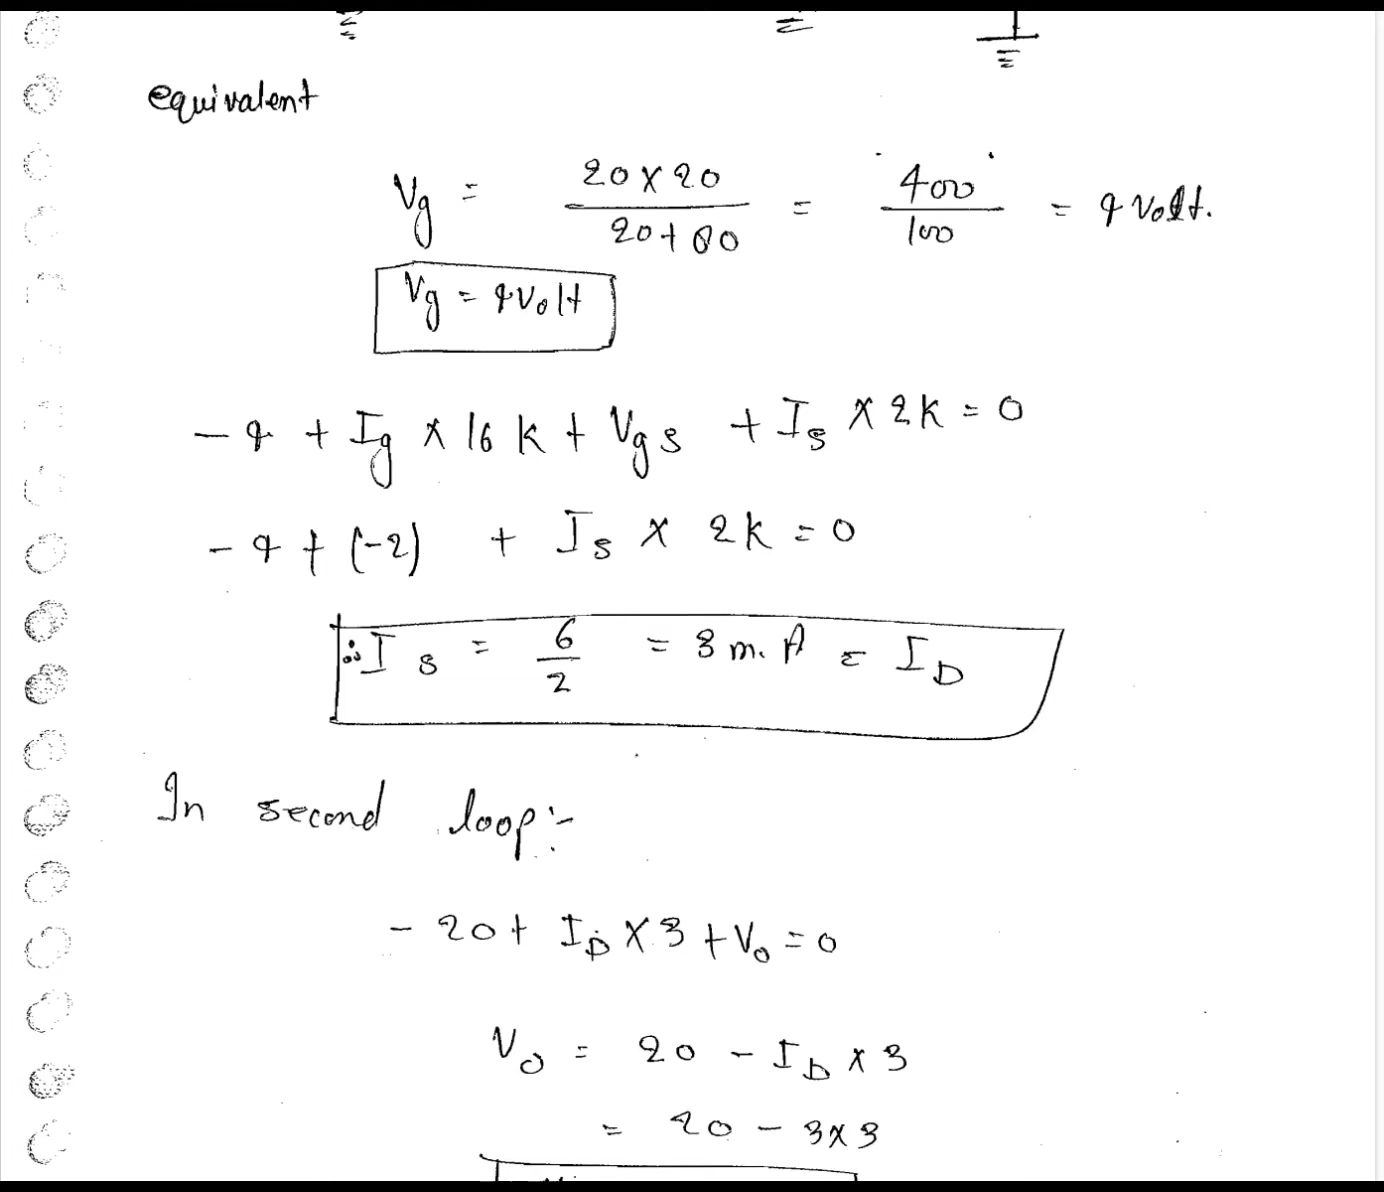 equivalent
Vg = 20 x 20 / 20 + 80 = 400 / 100 = 4 Volt.
Vg = 4 Volt
- 4 + Ig x 16 k + Vgs + Is x 2k = 0
- 4 + (-2) + Is x 2k = 0
∴ Is = 6 / 2 = 3 m.A = ID
In second loop:-
- 20 + ID x 3 + Vo = 0
Vo = 20 - ID x 3
= 20 - 3x3